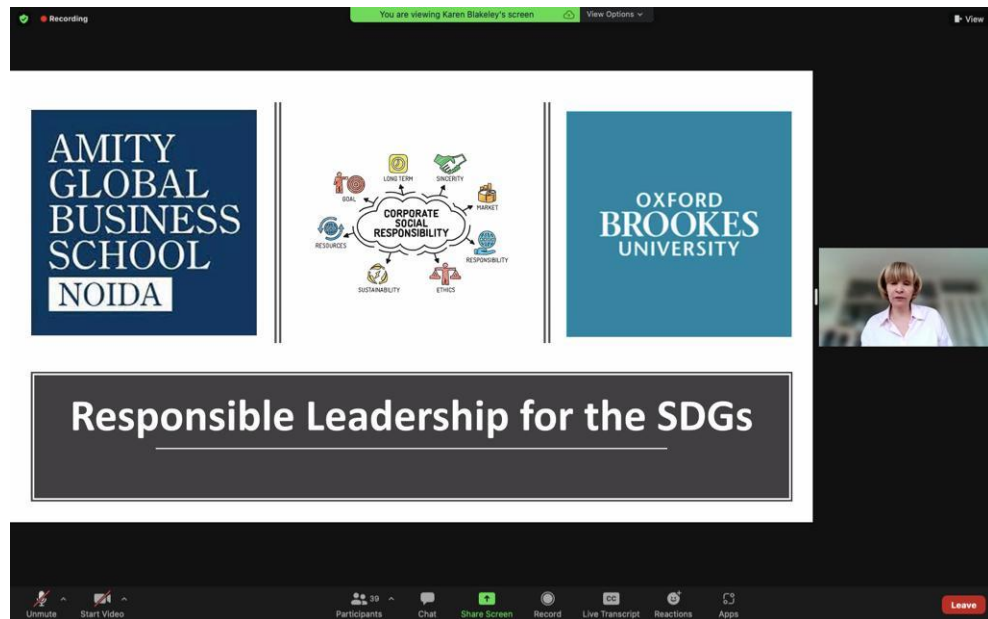 Recording
You are viewing Karen Blakeley's screen
View Options
View
AMITY
GLOBAL
BUSINESS
SCHOOL
NOIDA
LONG TERM
SINCERITY
GOAL
MARKET
CORPORATE
SOCIAL
RESPONSIBILITY
RESOURCES
RESPONSIBILITY
SUSTAINABILITY
ETHICS
OXFORD
BROOKES
UNIVERSITY
Responsible Leadership for the SDGs
Unmute
Start Video
39
Participants
Chat
Share Screen
Record
CC
Live Transcript
Reactions
Apps
Leave